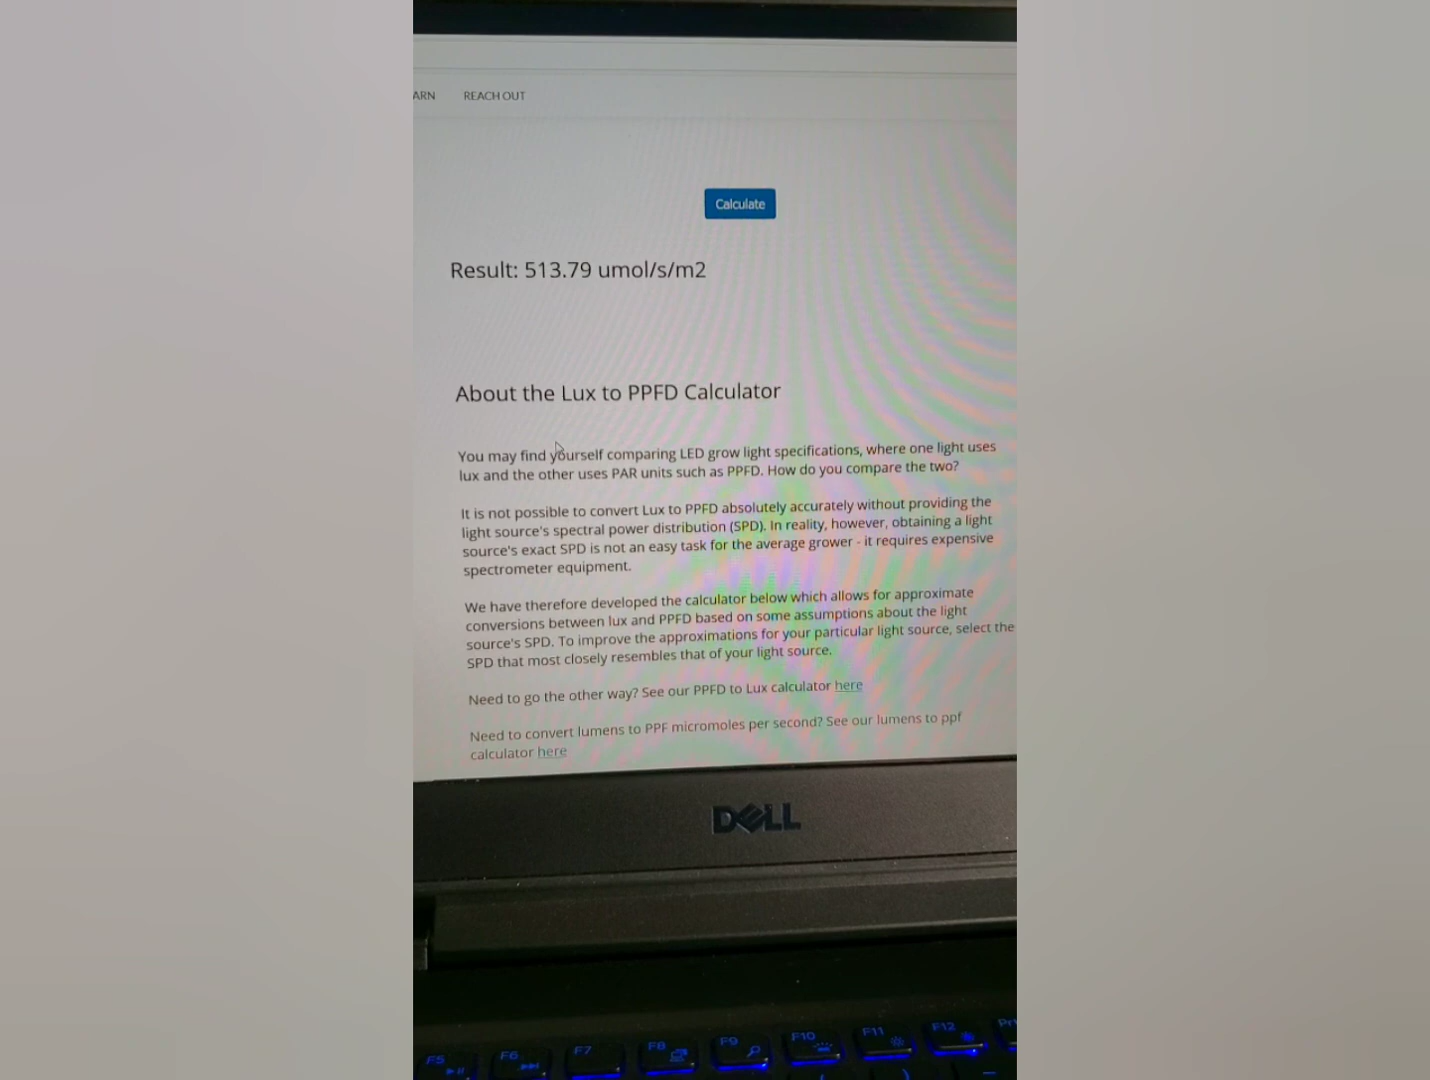 ARN REACH OUT
Calculate
Result: 513.79 umol/s/m2
About the Lux to PPFD Calculator
You may find yourself comparing LED grow light specifications, where one light uses
lux and the other uses PAR units such as PPFD. How do you compare the two?
It is not possible to convert Lux to PPFD absolutely accurately without providing the
light source's spectral power distribution (SPD). In reality, however, obtaining a light
source's exact SPD is not an easy task for the average grower - it requires expensive
spectrometer equipment.
We have therefore developed the calculator below which allows for approximate
conversions between lux and PPFD based on some assumptions about the light
source's SPD. To improve the approximations for your particular light source, select the
SPD that most closely resembles that of your light source.
Need to go the other way? See our PPFD to Lux calculator here
Need to convert lumens to PPF micromoles per second? See our lumens to ppf
calculator here
DELL
F5 F6 F7 F8 F9 F10 F11 F12 Pr